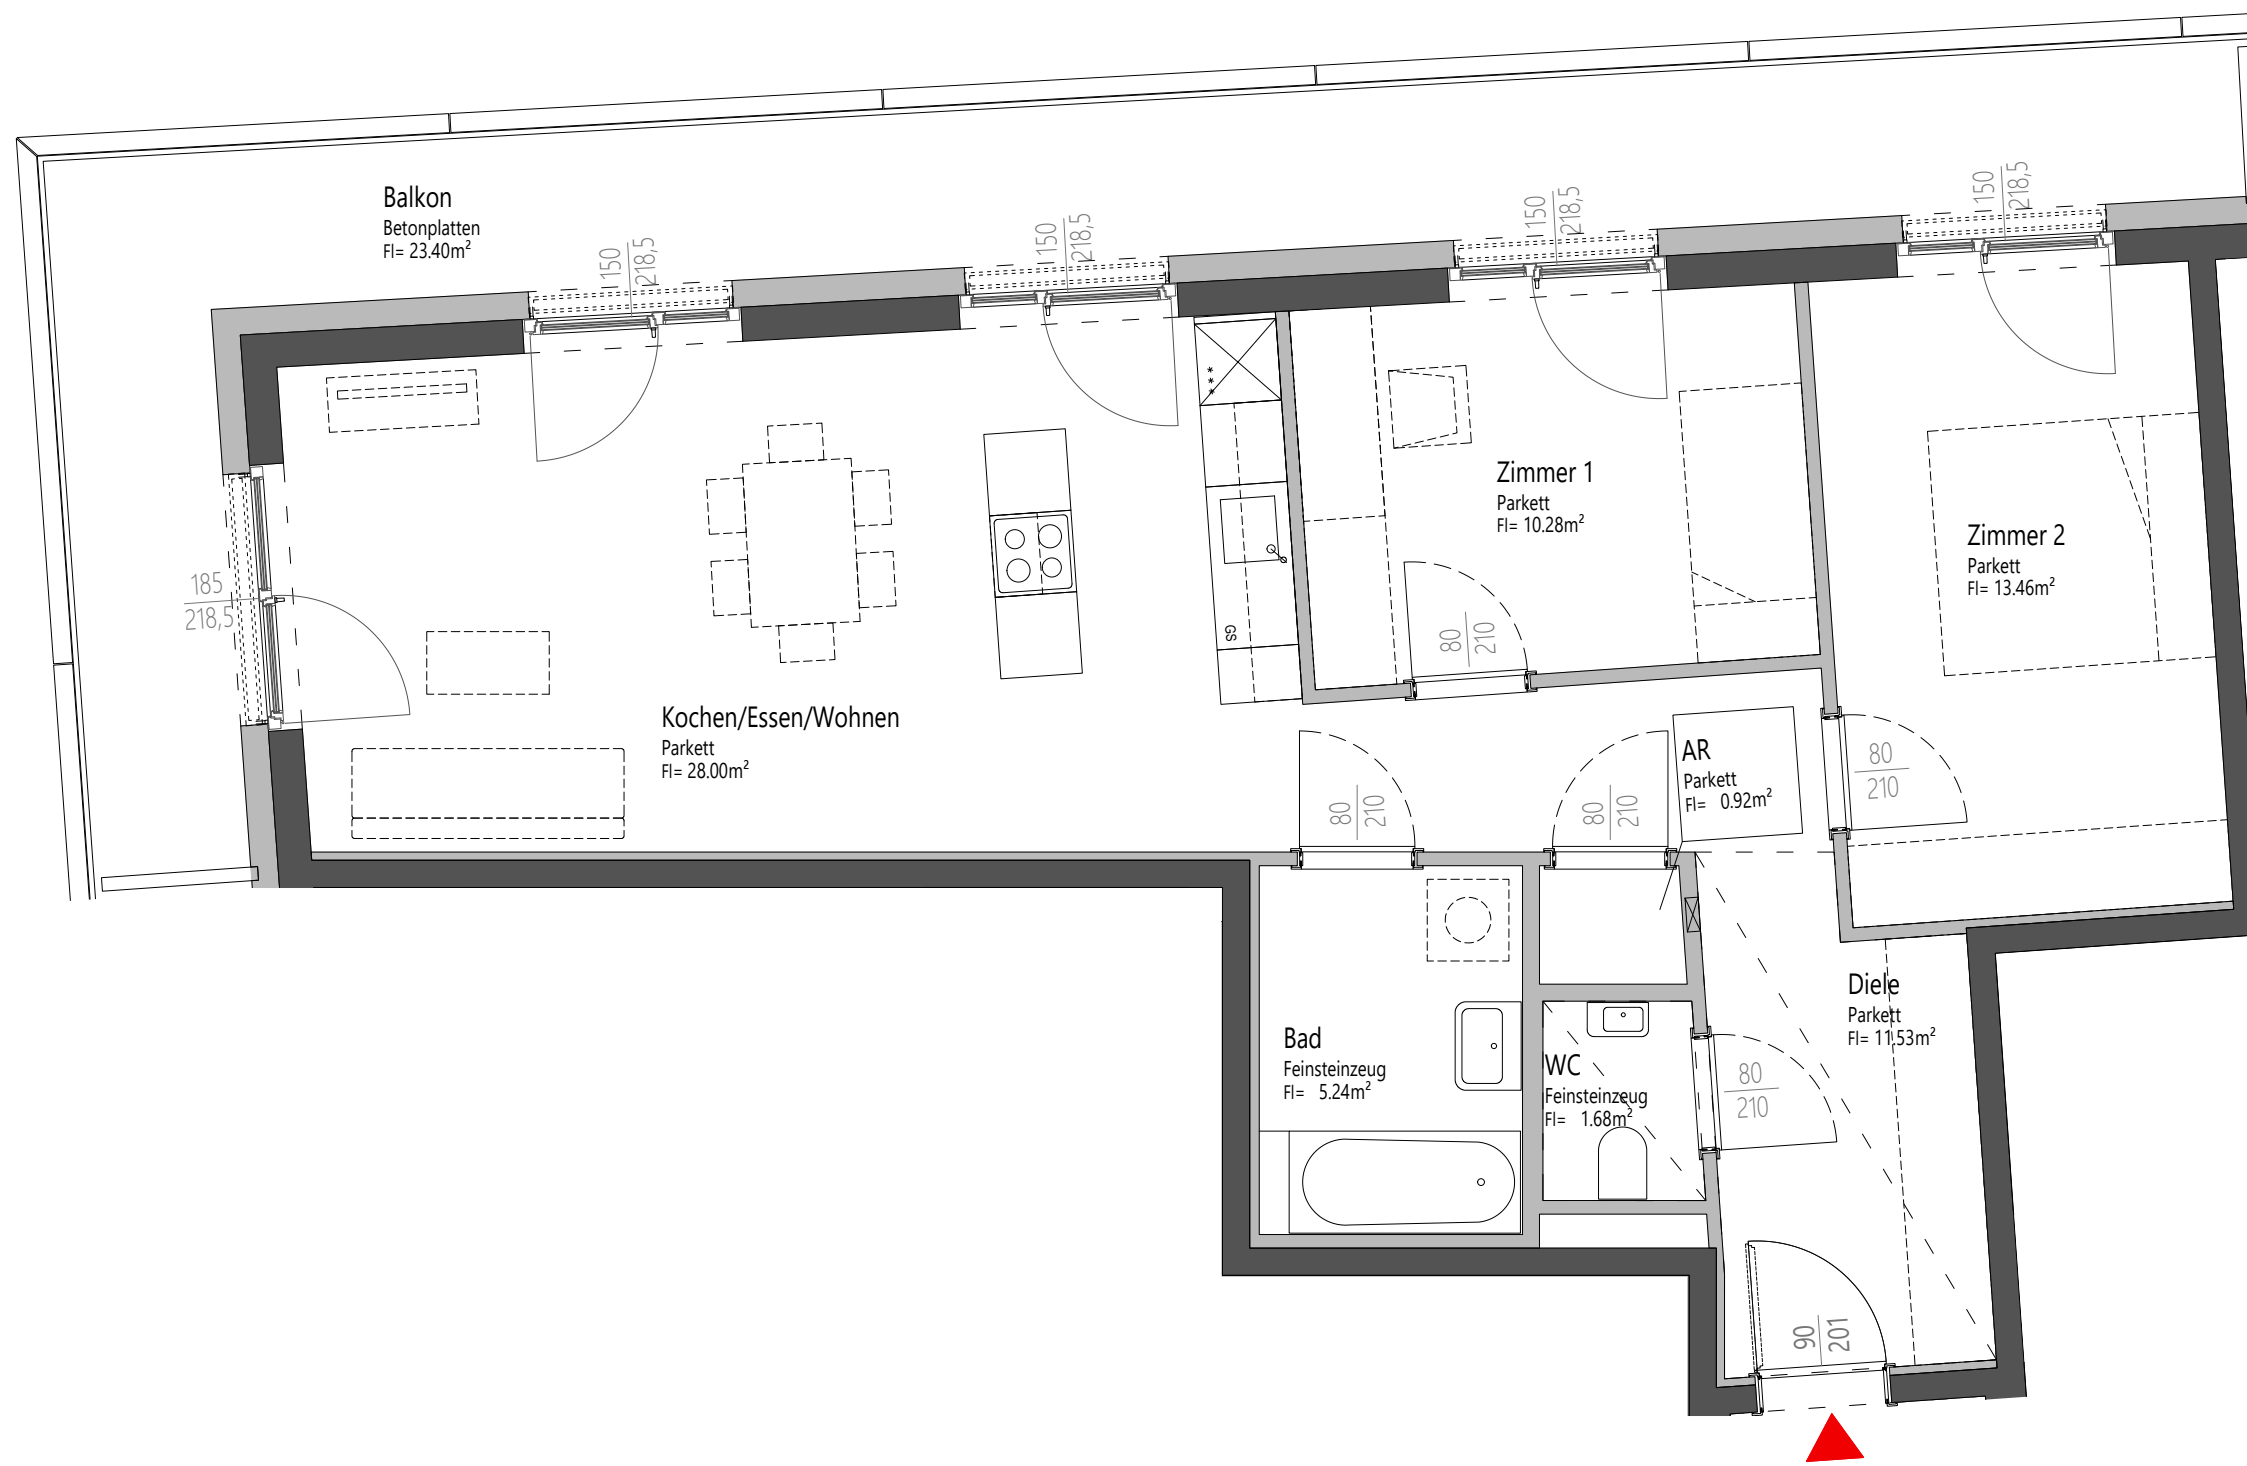 Balkon
Betonplatten
Fl= 23.40m²
150
218,5
150
218,5
150
218,5
150
218,5
185
218,5
***
GS
Kochen/Essen/Wohnen
Parkett
Fl= 28.00m²
Zimmer 1
Parkett
Fl= 10.28m²
80
210
Zimmer 2
Parkett
Fl= 13.46m²
80
210
80
210
AR
Parkett
Fl= 0.92m²
80
210
Bad
Feinsteinzeug
Fl= 5.24m²
WC
Feinsteinzeug
Fl= 1.68m²
80
210
Diele
Parkett
Fl= 11.53m²
90
201